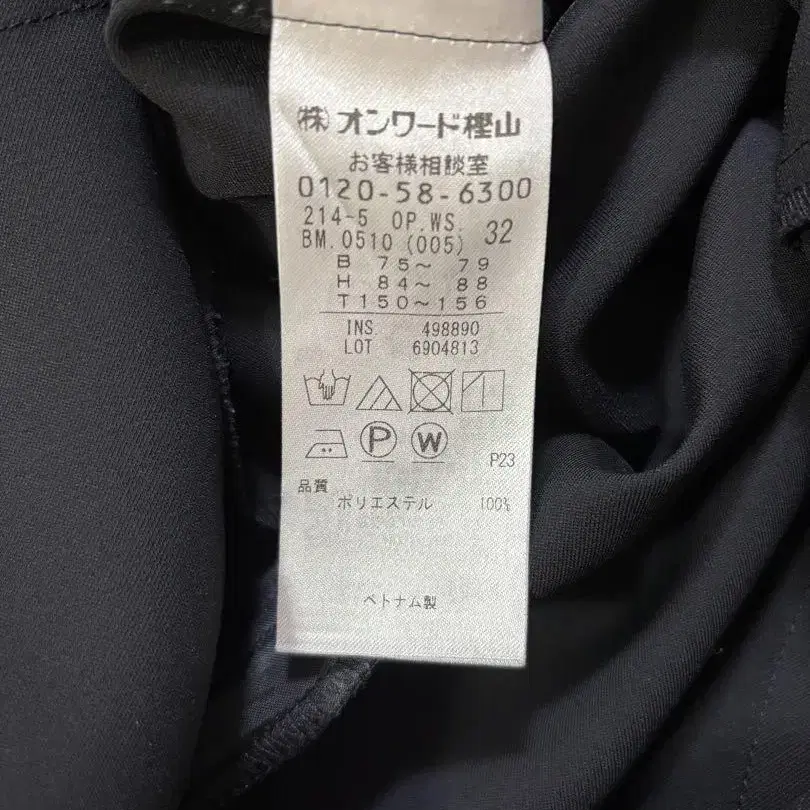 ㈱オンワード樫山
お客様相談室
0120-58-6300
214-5 OP.WS.
BM.0510 (005) 32
B 75～ 79
H 84～ 88
T150～156
INS. 498890
LOT 6904813
P W
P23
品質
ポリエステル 100%
ベトナム製